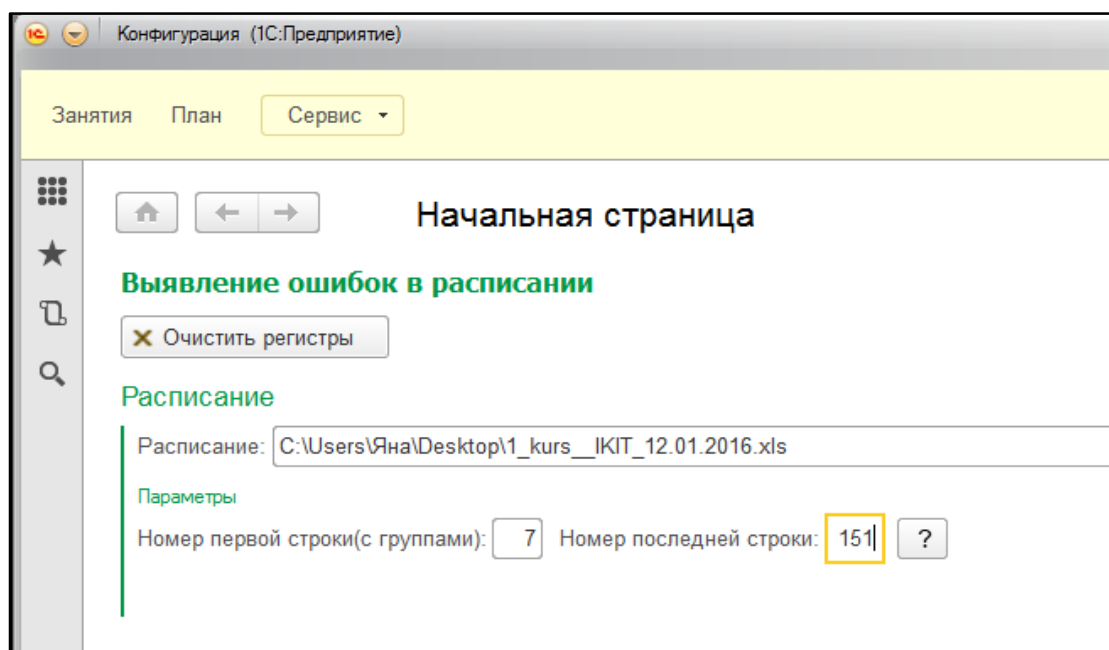 1С Конфигурация (1С:Предприятие)
Занятия План Сервис
Начальная страница
Выявление ошибок в расписании
Очистить регистры
Расписание
Расписание: C:\Users\Яна\Desktop\1_kurs__IKIT_12.01.2016.xls
Параметры
Номер первой строки(с группами): 7 Номер последней строки: 151 ?